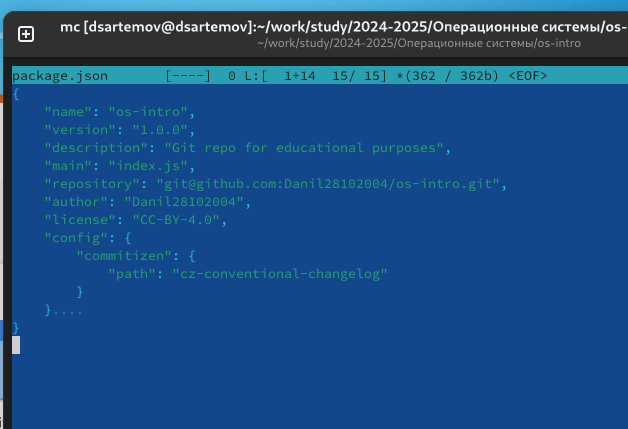 mc [dsartemov@dsartemov]:~/work/study/2024-2025/Операционные системы/os-
~/work/study/2024-2025/Операционные системы/os-intro
package.json       [----]  0 L:[  1+14  15/ 15] *(362 / 362b) <EOF>
{
    "name": "os-intro",
    "version": "1.0.0",
    "description": "Git repo for educational purposes",
    "main": "index.js",
    "repository": "git@github.com:Danil28102004/os-intro.git",
    "author": "Danil28102004",
    "license": "CC-BY-4.0",
    "config": {
        "commitizen": {
            "path": "cz-conventional-changelog"
        }
    }....
}